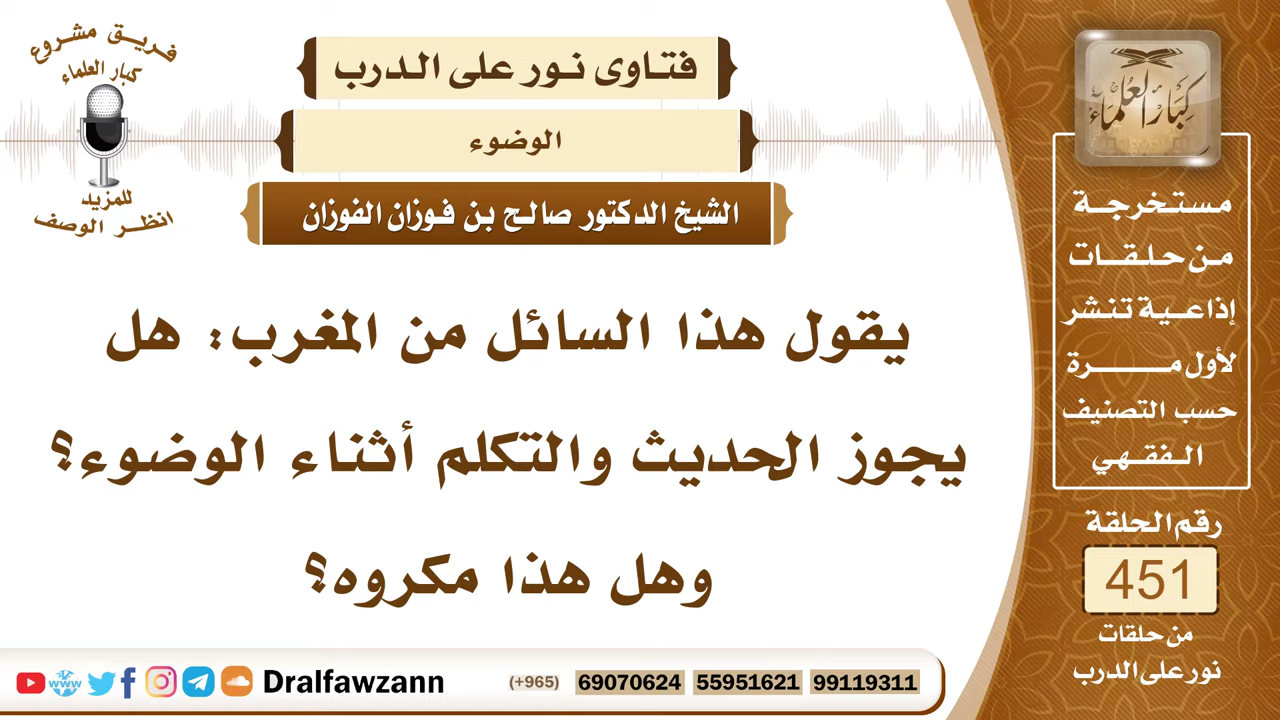 فريق مشروع
كبار العلماء
للمزيد
انظر الوصف
فتاوى نور على الدرب
الوضوء
الشيخ الدكتور صالح بن فوزان الفوزان
يقول هذا السائل من المغرب: هل
يجوز الحديث والتكلم أثناء الوضوء؟
وهل هذا مكروه؟
كبار العلماء
مستخرجة
من حلقات
إذاعية تنشر
لأول مرة
حسب التصنيف
الفقهي
رقم الحلقة
451
من حلقات
نور على الدرب
www Dralfawzann (+965) 69070624 55951621 99119311